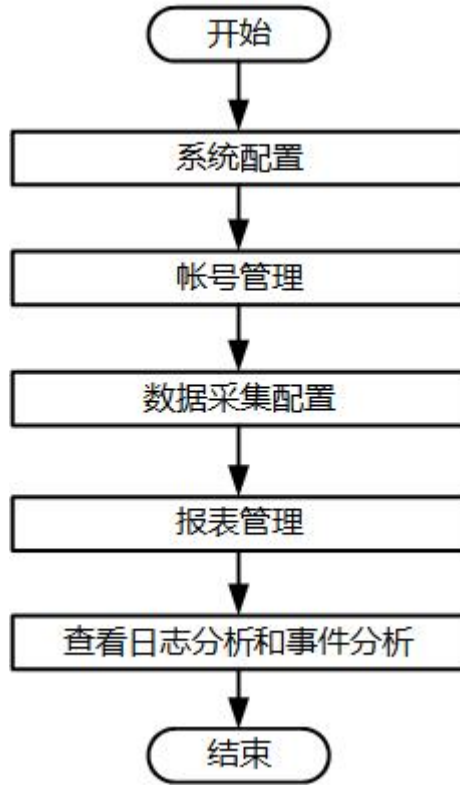 开始
系统配置
帐号管理
数据采集配置
报表管理
查看日志分析和事件分析
结束